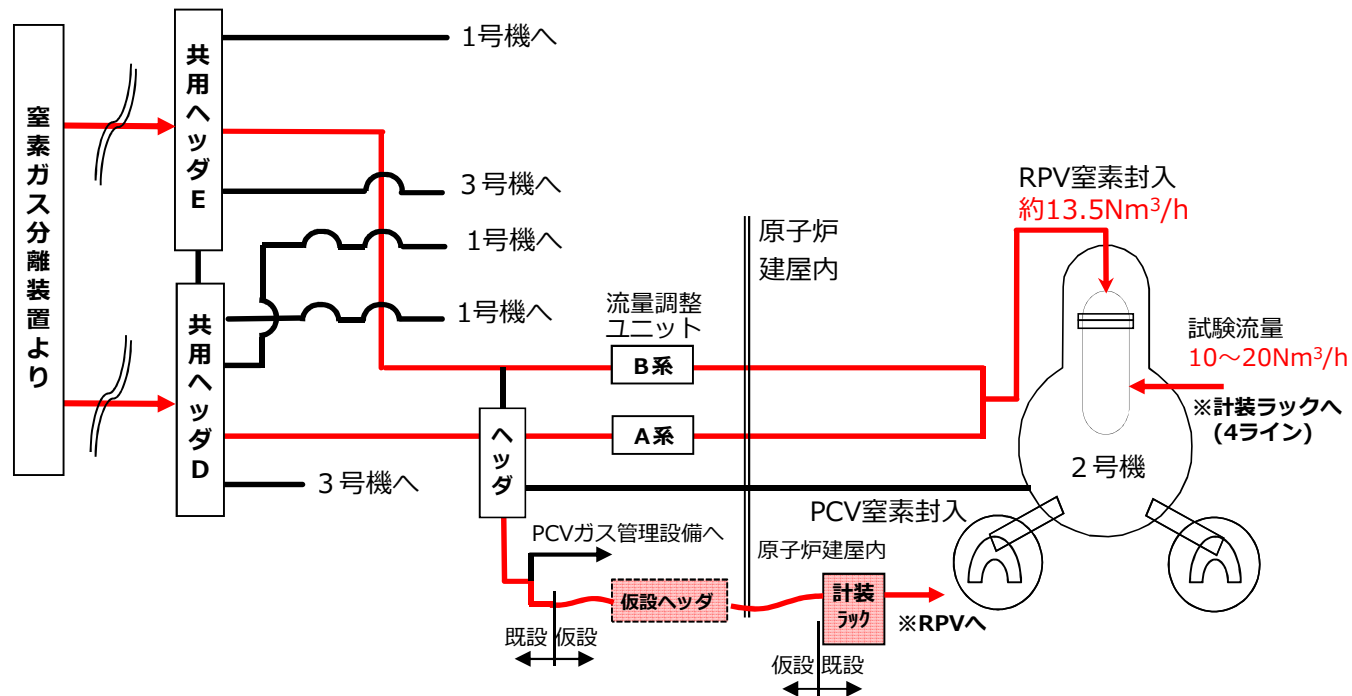 窒素ガス分離装置より
共用ヘッダE
1号機へ
3号機へ
1号機へ
共用ヘッダD
1号機へ
3号機へ
ヘッダ
流量調整
ユニット
B系
A系
原子炉
建屋内
RPV窒素封入
約13.5Nm³/h
試験流量
10～20Nm³/h
※計装ラックへ
(4ライン)
2号機
PCV窒素封入
PCVガス管理設備へ
原子炉建屋内
仮設ヘッダ
計装
ラック
※RPVへ
既設 仮設
仮設 既設